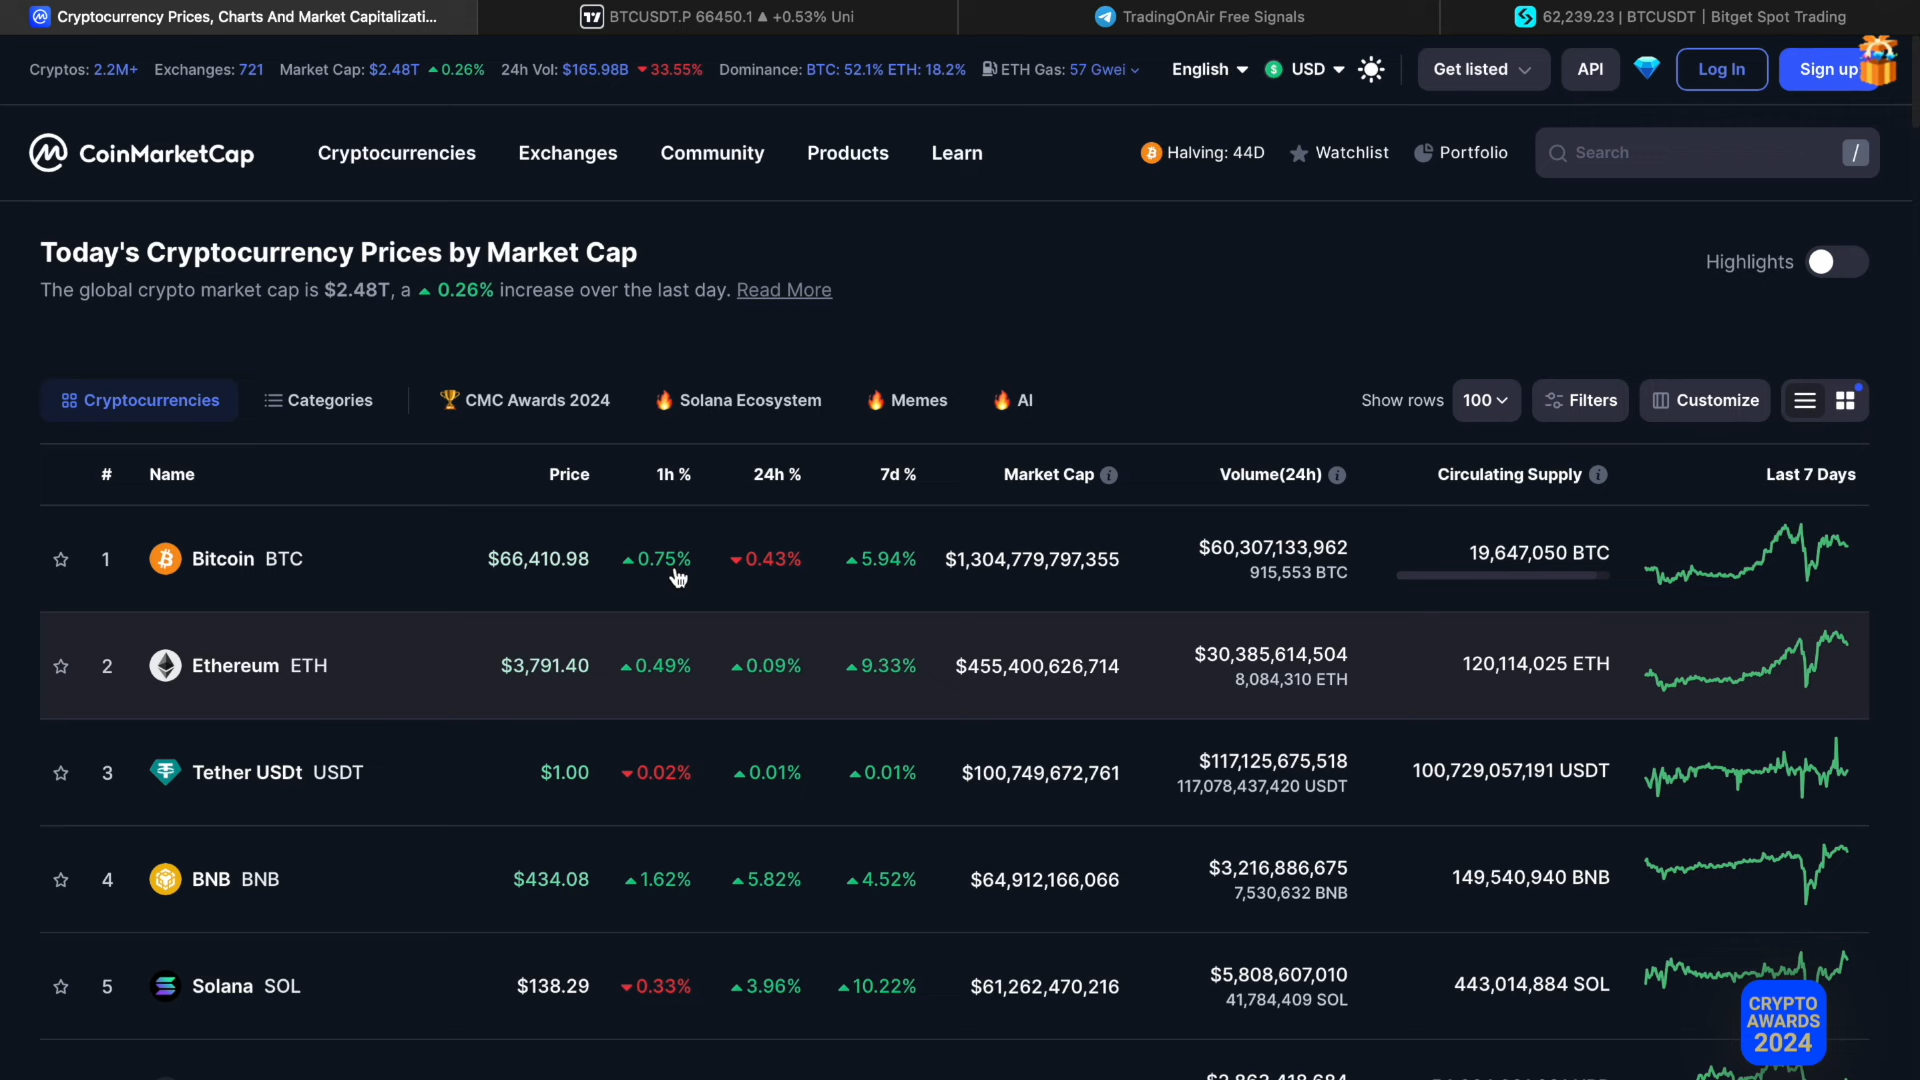 Cryptocurrency Prices, Charts And Market Capitalizati...
BTCUSDT.P 66450.1 ▲ +0.53% Uni
TradingOnAir Free Signals
62,239.23 | BTCUSDT | Bitget Spot Trading
Cryptos: 2.2M+ Exchanges: 721 Market Cap: $2.48T ▲0.26% 24h Vol: $165.98B ▼33.55% Dominance: BTC: 52.1% ETH: 18.2% ETH Gas: 57 Gwei
English USD Get listed API Log In Sign up
CoinMarketCap Cryptocurrencies Exchanges Community Products Learn Halving: 44D Watchlist Portfolio Search /
Today's Cryptocurrency Prices by Market Cap
Highlights
The global crypto market cap is $2.48T, a ▲ 0.26% increase over the last day. Read More
Cryptocurrencies Categories CMC Awards 2024 Solana Ecosystem Memes AI Show rows 100 Filters Customize
# Name Price 1h % 24h % 7d % Market Cap Volume(24h) Circulating Supply Last 7 Days
1 Bitcoin BTC $66,410.98 ▲0.75% ▼0.43% ▲5.94% $1,304,779,797,355 $60,307,133,962 19,647,050 BTC
915,553 BTC
2 Ethereum ETH $3,791.40 ▲0.49% ▲0.09% ▲9.33% $455,400,626,714 $30,385,614,504 120,114,025 ETH
8,084,310 ETH
3 Tether USDt USDT $1.00 ▼0.02% ▲0.01% ▲0.01% $100,749,672,761 $117,125,675,518 100,729,057,191 USDT
117,078,437,420 USDT
4 BNB BNB $434.08 ▲1.62% ▲5.82% ▲4.52% $64,912,166,066 $3,216,886,675 149,540,940 BNB
7,530,632 BNB
5 Solana SOL $138.29 ▼0.33% ▲3.96% ▲10.22% $61,262,470,216 $5,808,607,010 443,014,884 SOL
41,784,409 SOL
CRYPTO
AWARDS
2024